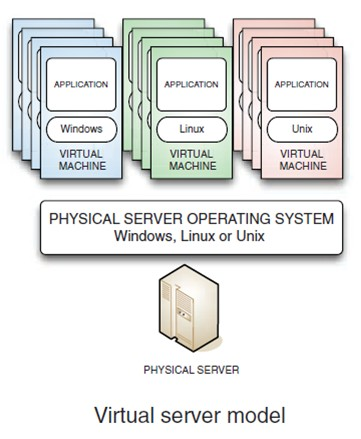 APPLICATION
Windows
VIRTUAL
MACHINE
APPLICATION
Linux
VIRTUAL
MACHINE
APPLICATION
Unix
VIRTUAL
MACHINE
PHYSICAL SERVER OPERATING SYSTEM
Windows, Linux or Unix
PHYSICAL SERVER
Virtual server model